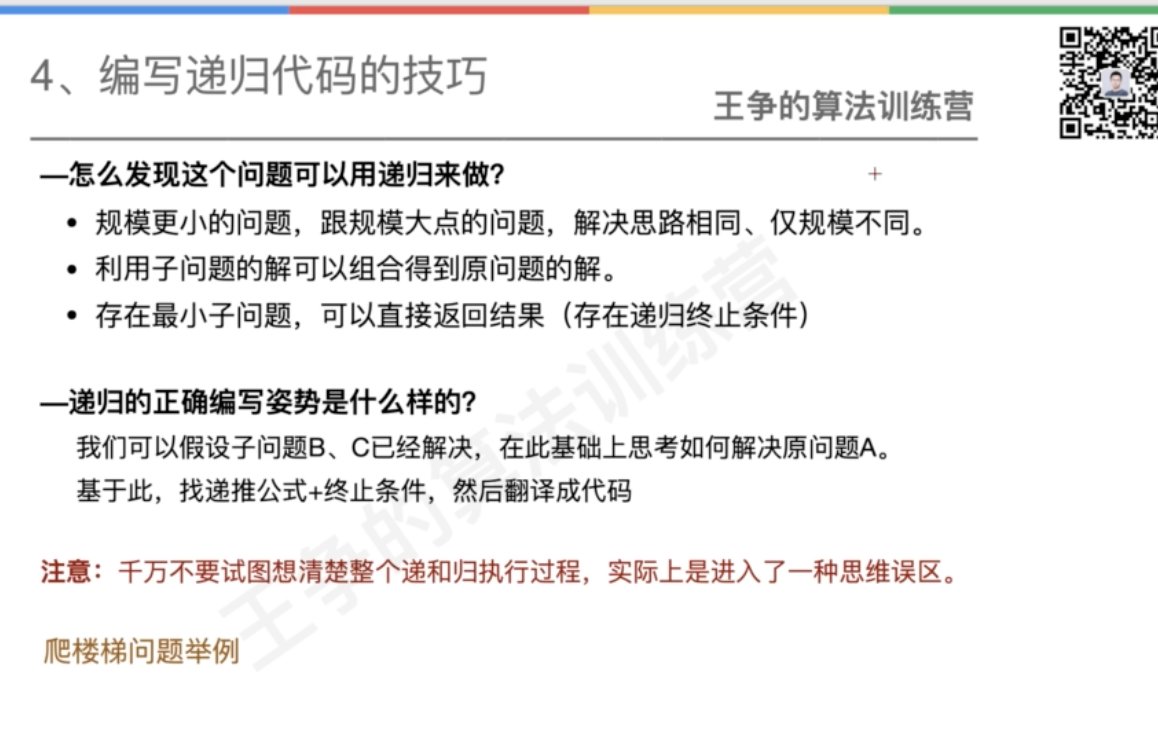 4、编写递归代码的技巧
王争的算法训练营
—怎么发现这个问题可以用递归来做?
• 规模更小的问题，跟规模大点的问题，解决思路相同、仅规模不同。
• 利用子问题的解可以组合得到原问题的解。
• 存在最小子问题，可以直接返回结果（存在递归终止条件）
—递归的正确编写姿势是什么样的?
我们可以假设子问题B、C已经解决，在此基础上思考如何解决原问题A。
基于此，找递推公式+终止条件，然后翻译成代码
注意：千万不要试图想清楚整个递和归执行过程，实际上是进入了一种思维误区。
爬楼梯问题举例
王争的算法训练营